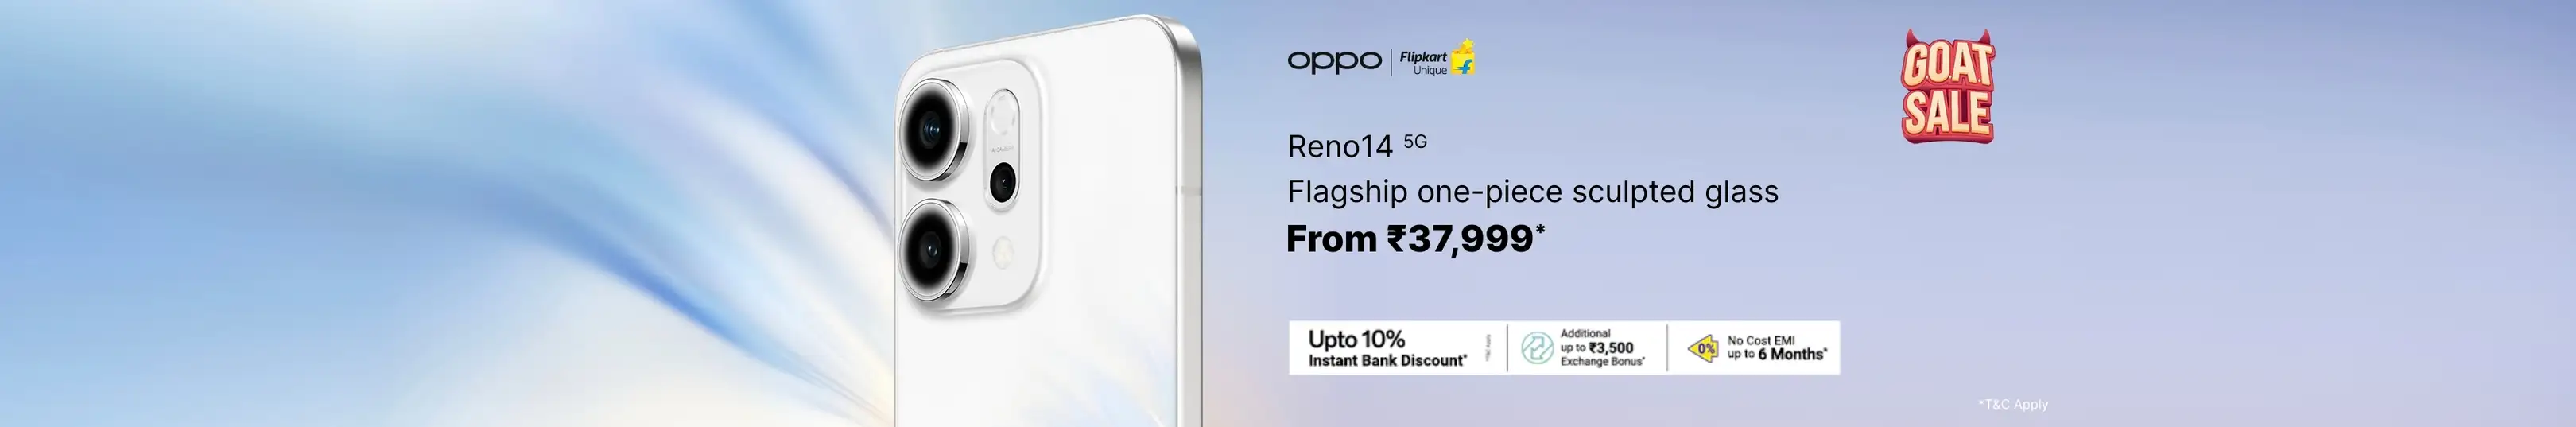 oppo
Flipkart
Unique
GOAT
SALE
Reno14 5G
Flagship one-piece sculpted glass
From ₹37,999*
Upto 10%
Instant Bank Discount*
Additional
up to ₹3,500
Exchange Bonus*
0%
No Cost EMI
up to 6 Months*
*T&C Apply